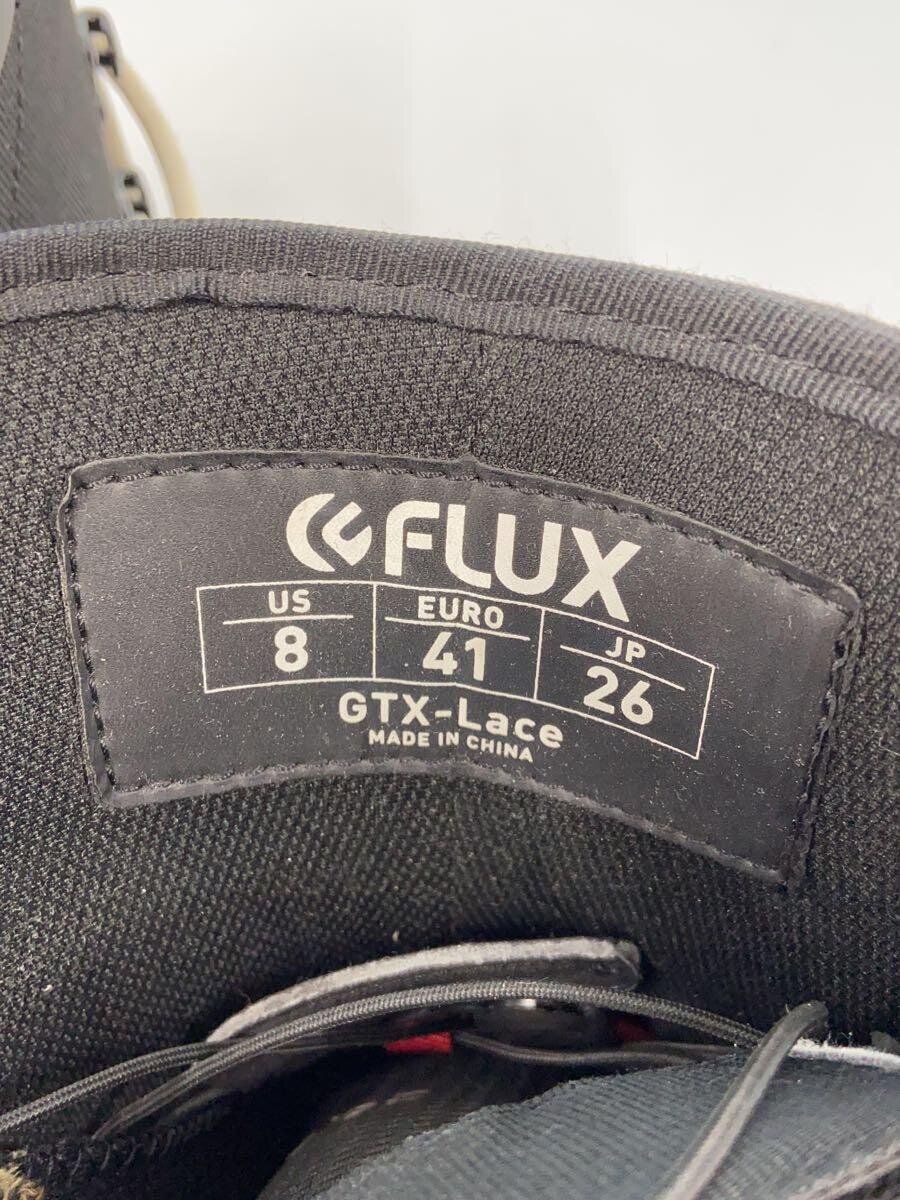 FLUX
US EURO JP
8 41 26
GTX-Lace
MADE IN CHINA